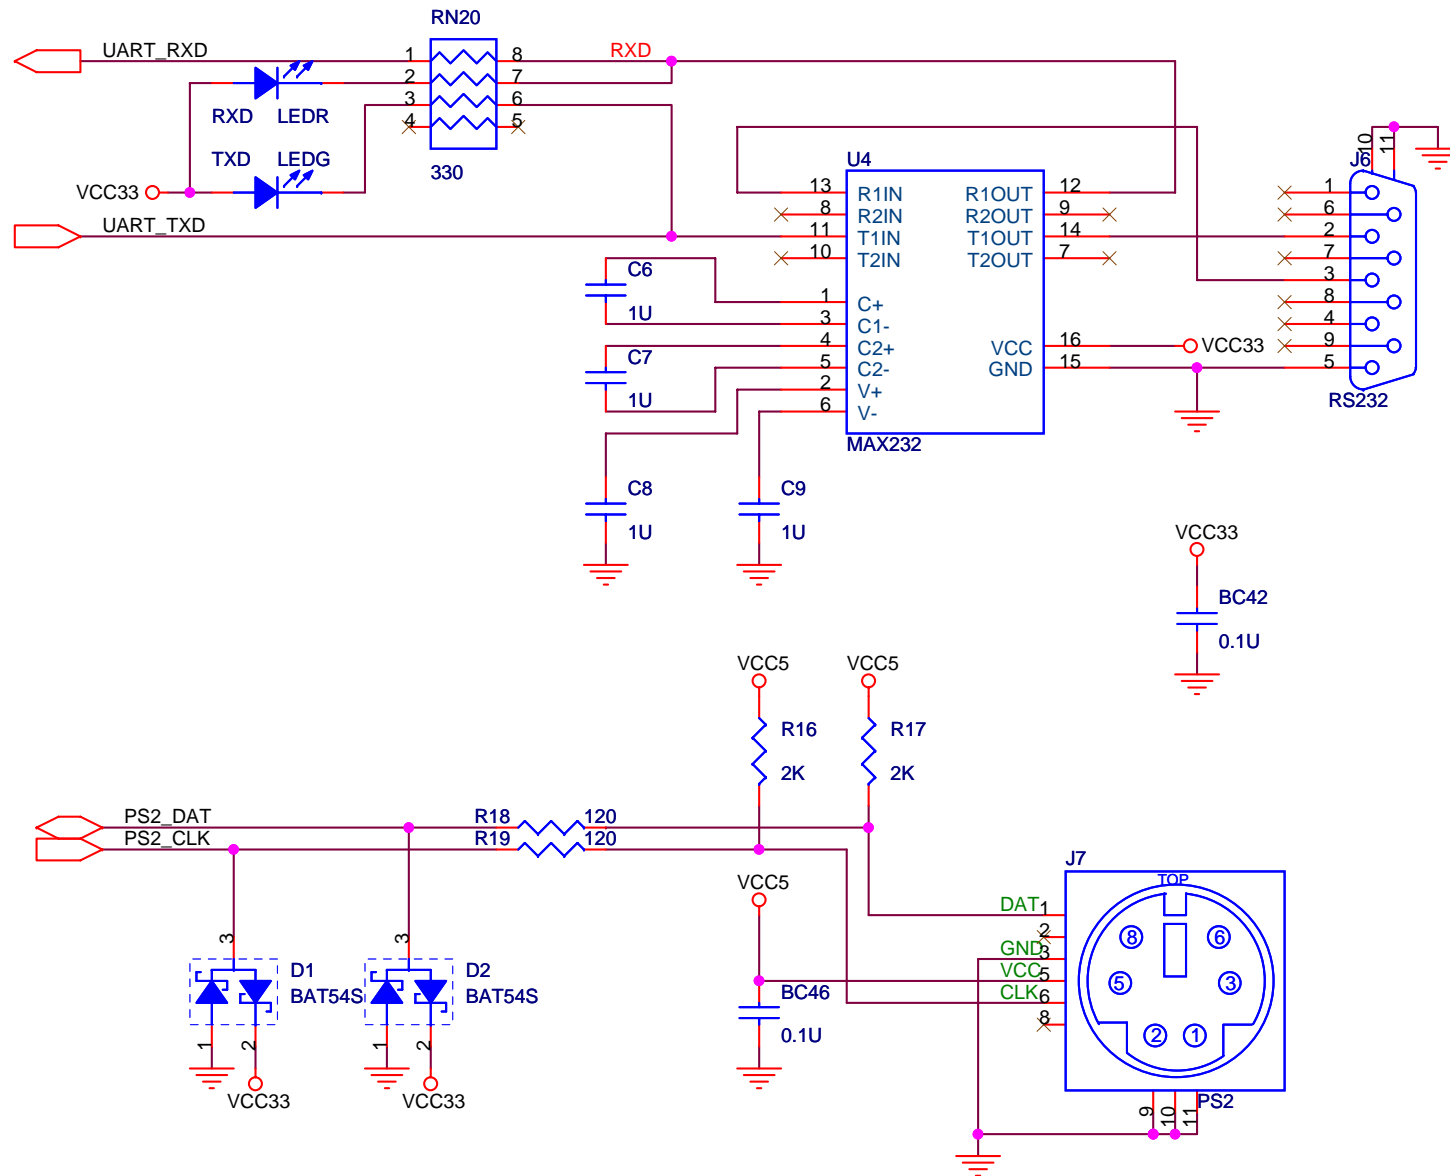 RN20
UART_RXD
1
8
RXD
2
7
3
6
4
5
RXD LEDR
TXD LEDG
330
VCC33
UART_TXD
U4
13
R1IN
R1OUT
12
8
R2IN
R2OUT
9
11
T1IN
T1OUT
14
10
T2IN
T2OUT
7
1
C+
3
C1-
4
C2+
VCC
16
VCC33
5
C2-
GND
15
2
V+
6
V-
MAX232
C6
1U
C7
1U
C8
1U
C9
1U
10
11
J6
1
6
2
7
3
8
4
9
5
RS232
VCC33
BC42
0.1U
VCC5
VCC5
R16
2K
R17
2K
PS2_DAT
R18
120
PS2_CLK
R19
120
3
3
D1
BAT54S
D2
BAT54S
1
2
1
2
VCC33
VCC33
VCC5
BC46
0.1U
J7
TOP
DAT
1
2
GND
3
VCC
5
CLK
6
8
8
6
5
3
2
1
9
10
11
PS2